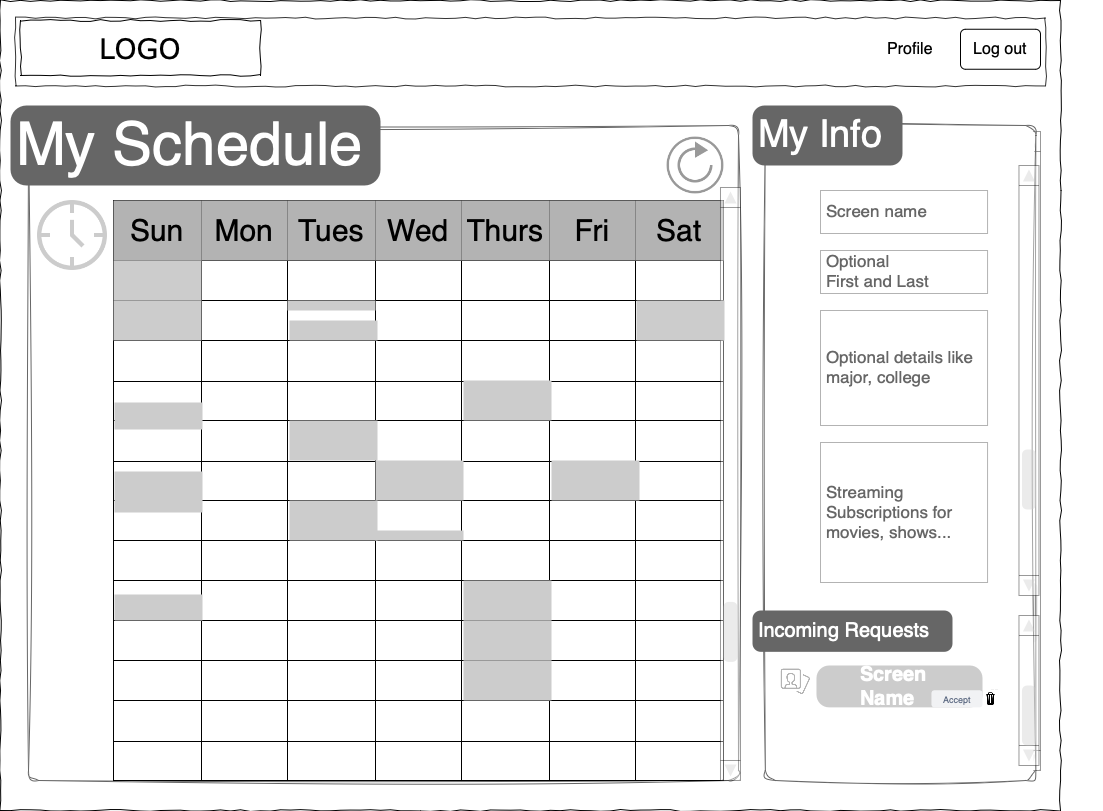 LOGO
Profile
Log out
My Schedule
My Info
Sun Mon Tues Wed Thurs Fri Sat
Screen name
Optional
First and Last
Optional details like
major, college
Streaming
Subscriptions for
movies, shows...
Incoming Requests
Screen
Name
Accept